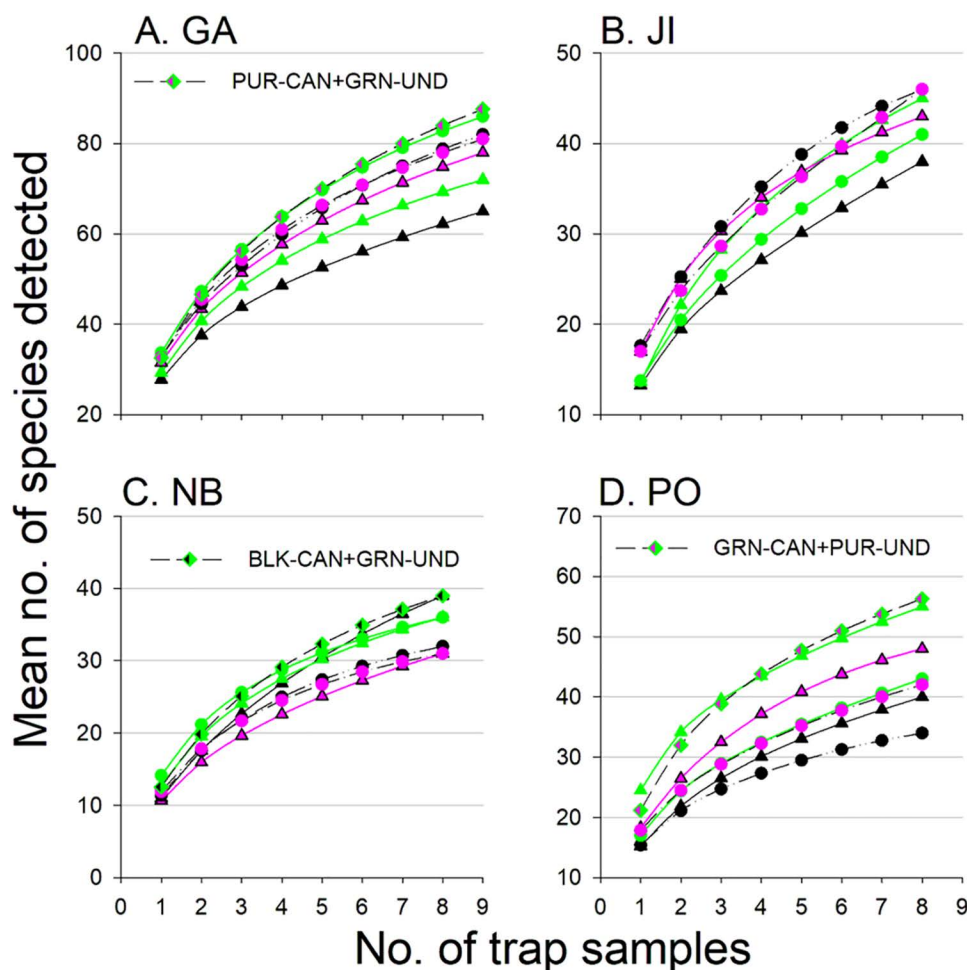 A. GA
PUR-CAN+GRN-UND
100
80
60
40
20
B. JI
50
40
30
20
10
Mean no. of species detected
C. NB
BLK-CAN+GRN-UND
50
40
30
20
10
0
0 1 2 3 4 5 6 7 8 9
D. PO
GRN-CAN+PUR-UND
70
60
50
40
30
20
10
0 1 2 3 4 5 6 7 8 9
No. of trap samples